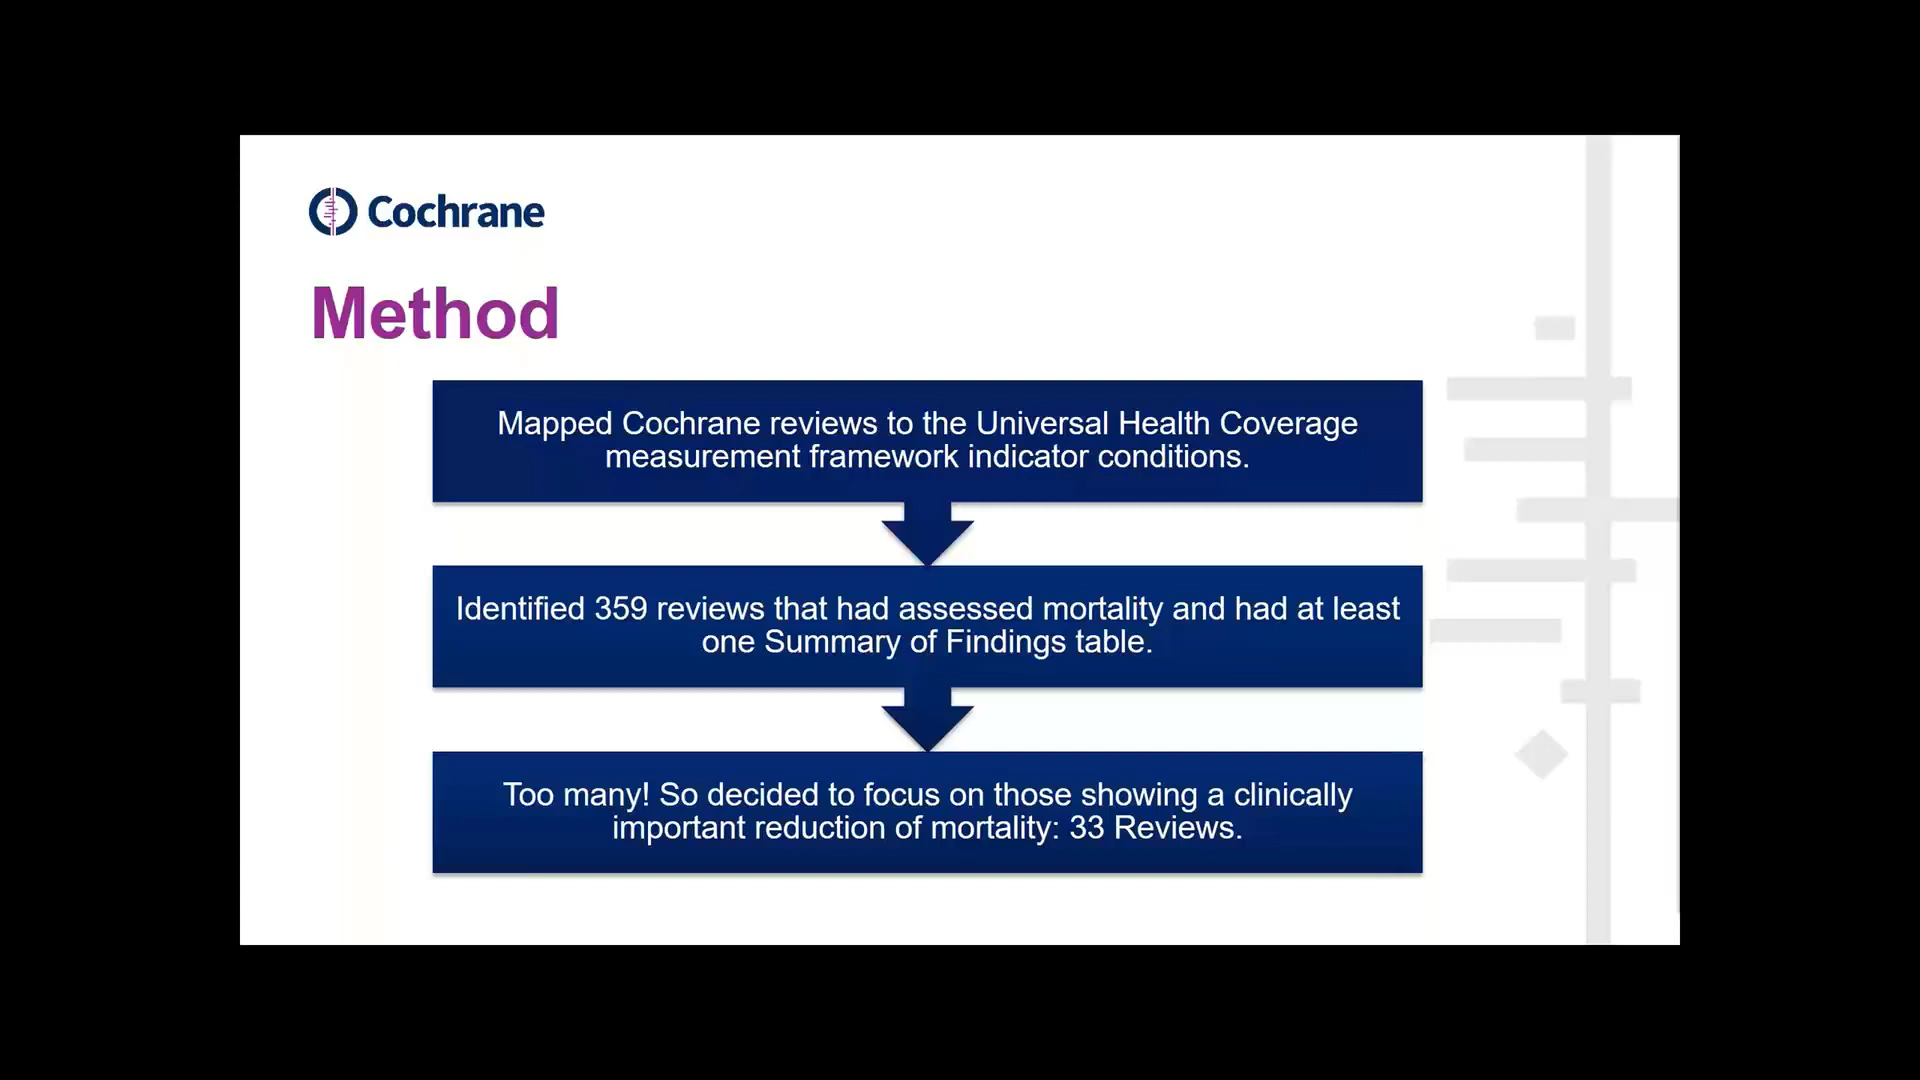 Cochrane
Method
Mapped Cochrane reviews to the Universal Health Coverage
measurement framework indicator conditions.
Identified 359 reviews that had assessed mortality and had at least
one Summary of Findings table.
Too many! So decided to focus on those showing a clinically
important reduction of mortality: 33 Reviews.